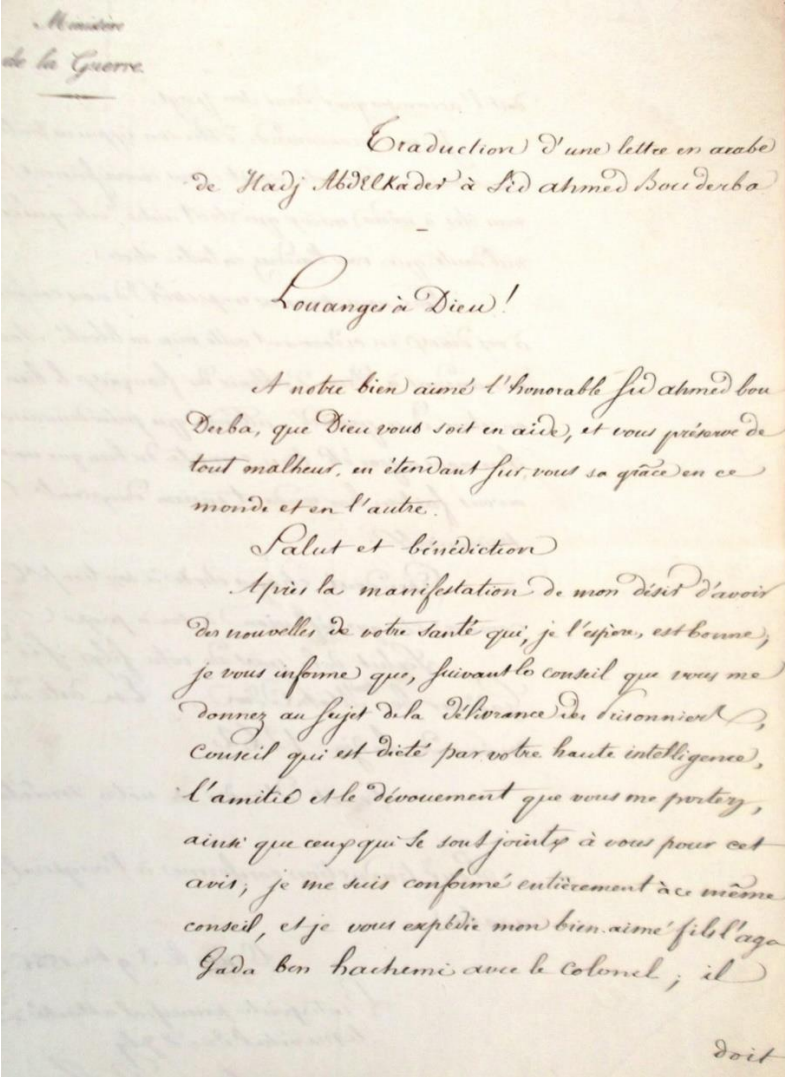 Ministère
de la Guerre.
Traduction d'une lettre en arabe
de Hadj AbdElKader à Sid ahmed Bouderba
Louanges à Dieu!
A notre bien aimé l'honorable Sid ahmed bou
Derba, que Dieu vous soit en aide, et vous préserve de
tout malheur, en étendant sur vous sa grâce en ce
monde et en l'autre.
Salut et bénédiction
Après la manifestation de mon désir d'avoir
des nouvelles de votre santé qui, je l'espère, est bonne,
je vous informe que, suivant le conseil que vous me
donnez au sujet de la délivrance des prisonniers,
conseil qui est dicté par votre haute intelligence,
l'amitié et le dévouement que vous me portez,
ainsi que ceux qui se sont joints à vous pour cet
avis, je me suis conformé entièrement à ce même
conseil, et je vous expédie mon bien aimé fils l'aga
ben hachemi avec le colonel; il
doit